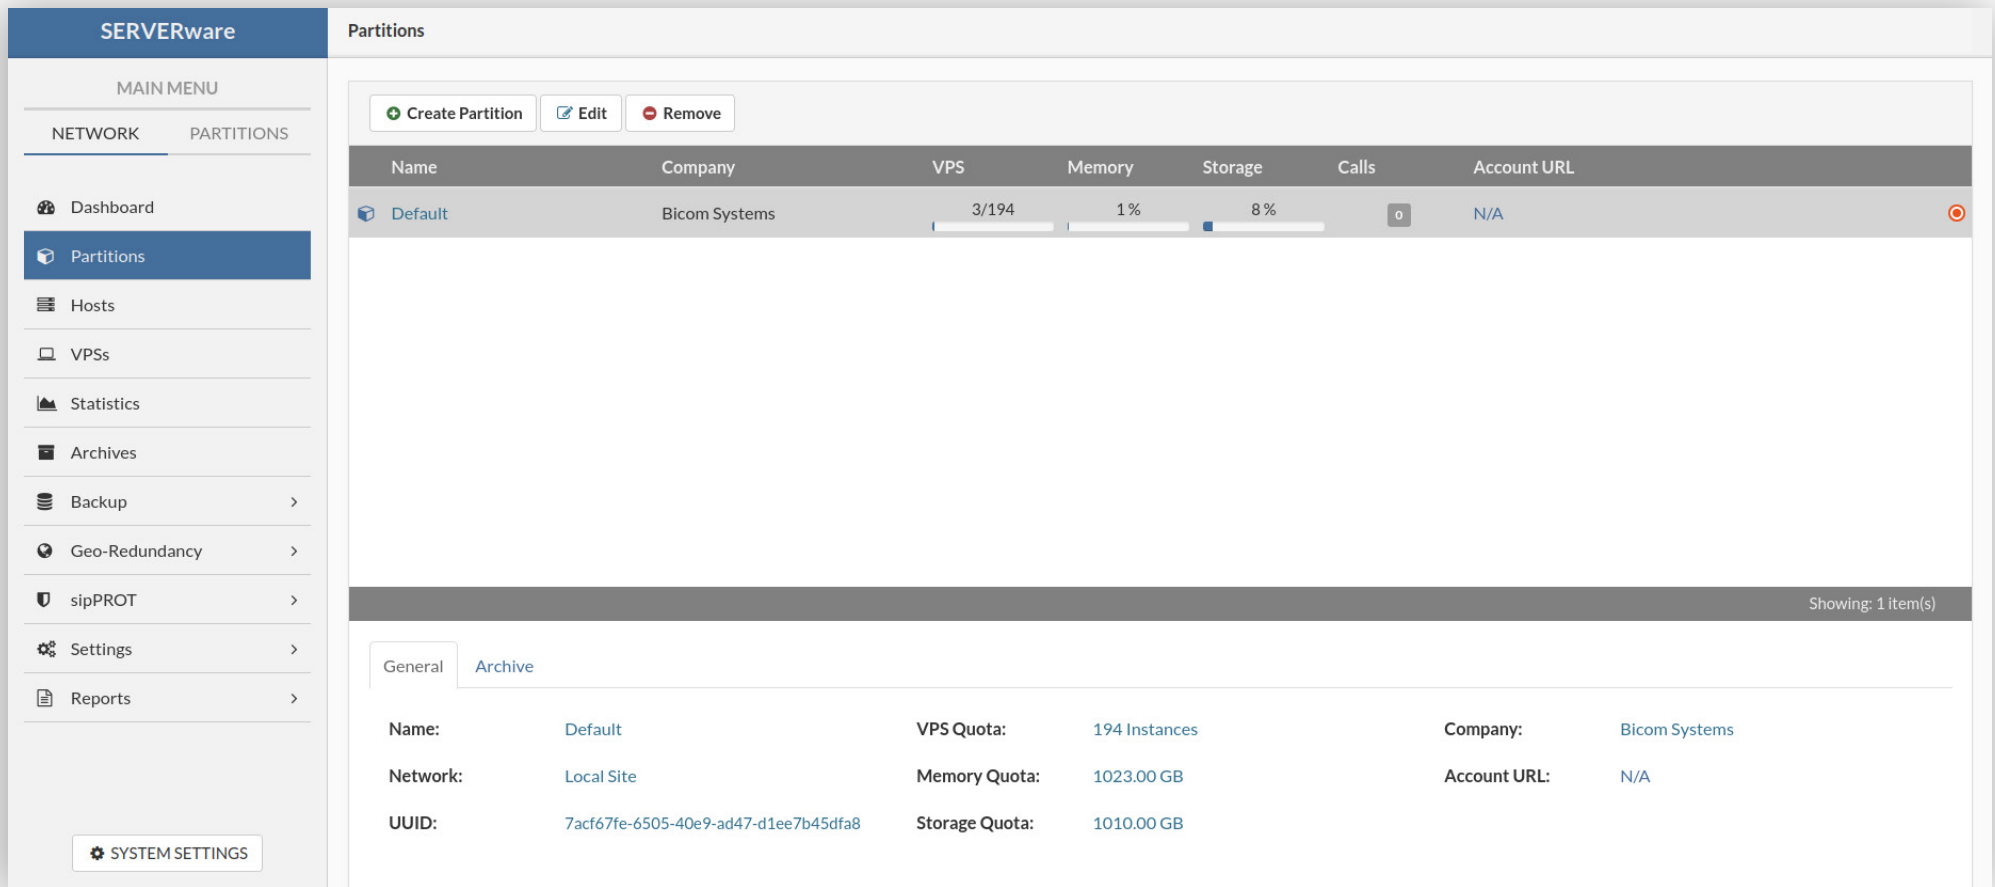 SERVERware
Partitions
MAIN MENU
NETWORK PARTITIONS
Dashboard
Partitions
Hosts
VPSs
Statistics
Archives
Backup
Geo-Redundancy
sipPROT
Settings
Reports
SYSTEM SETTINGS
Create Partition Edit Remove
Name Company VPS Memory Storage Calls Account URL
Default Bicom Systems 3/194 1 % 8 % 0 N/A
Showing: 1 item(s)
General Archive
Name: Default VPS Quota: 194 Instances Company: Bicom Systems
Network: Local Site Memory Quota: 1023.00 GB Account URL: N/A
UUID: 7acf67fe-6505-40e9-ad47-d1ee7b45dfa8 Storage Quota: 1010.00 GB